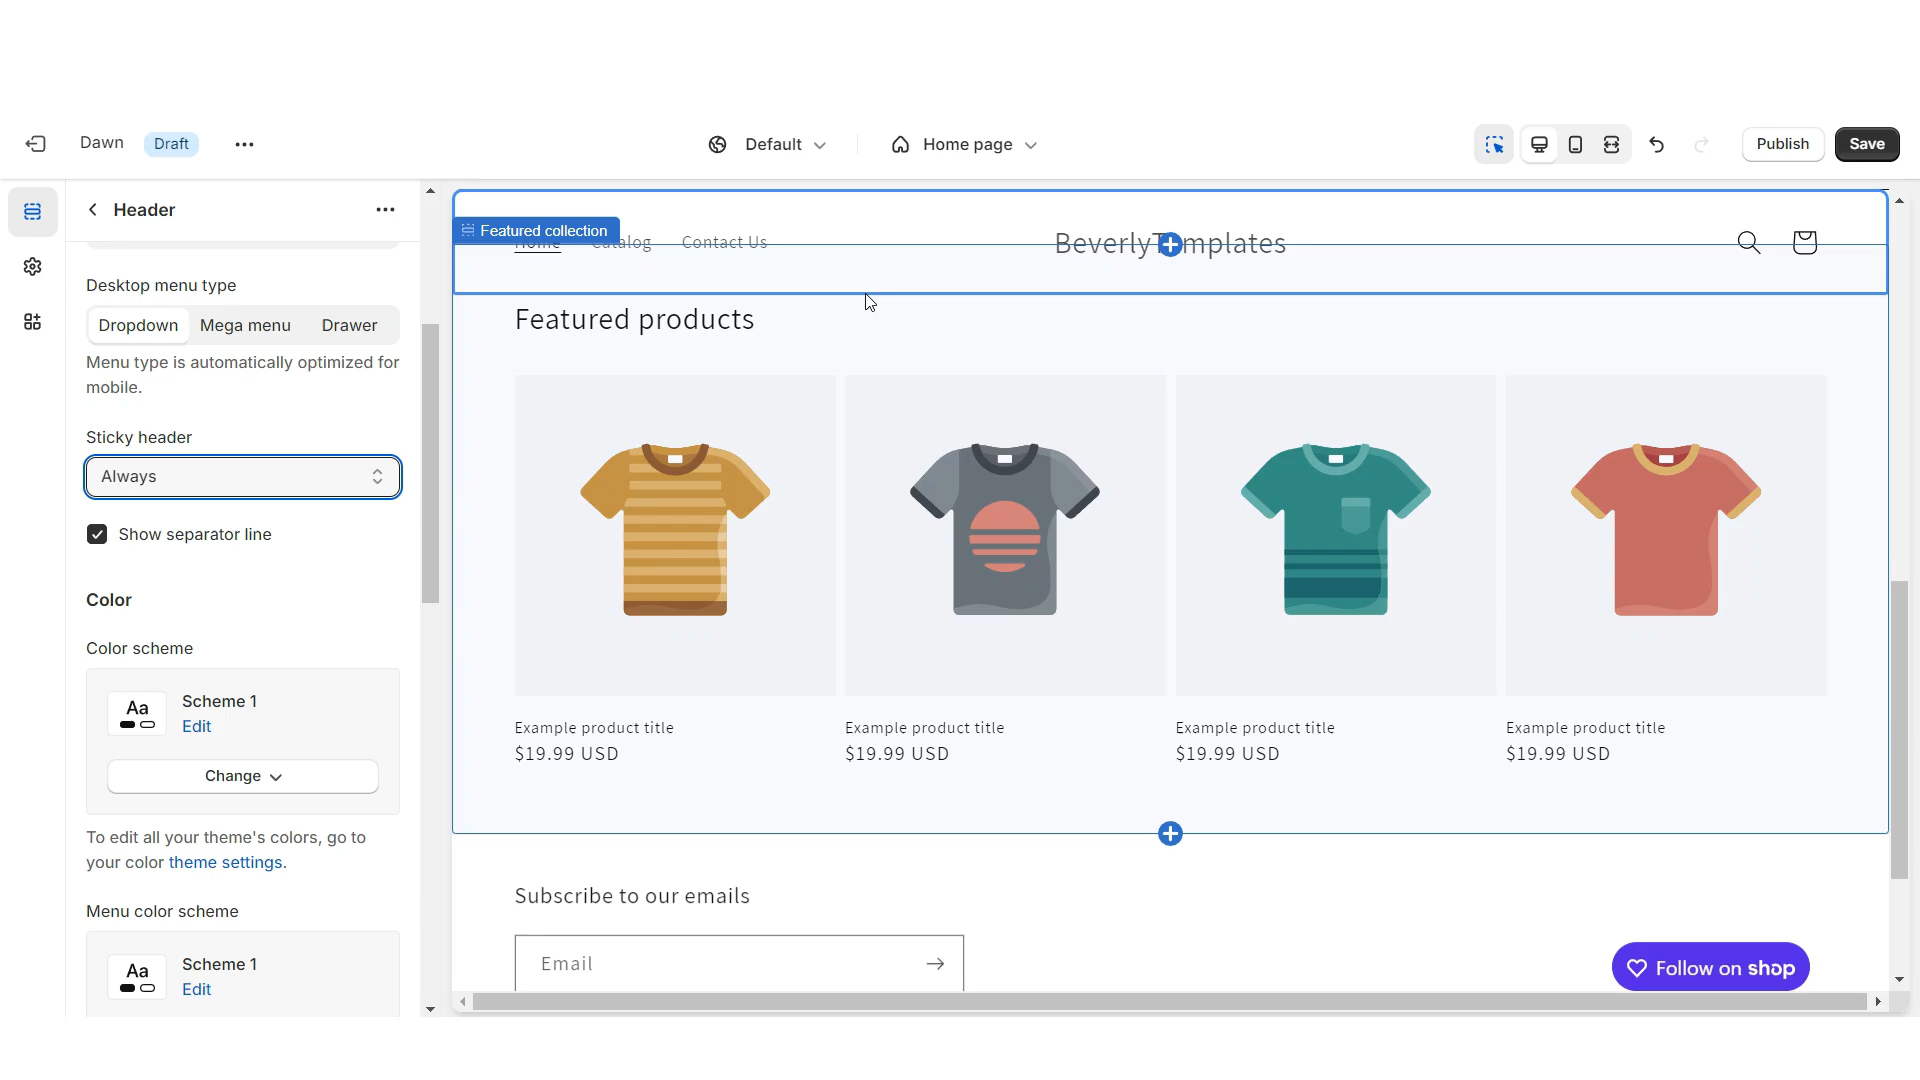 Dawn Draft
Default
Home page
Publish
Save
Header
Desktop menu type
Dropdown Mega menu Drawer
Menu type is automatically optimized for
mobile.
Sticky header
Always
Show separator line
Color
Color scheme
Aa
Scheme 1
Edit
Change
To edit all your theme's colors, go to
your color theme settings.
Menu color scheme
Aa
Scheme 1
Edit
Featured collection
Home Catalog Contact Us
BeverlyTemplates
Featured products
Example product title
$19.99 USD
Example product title
$19.99 USD
Example product title
$19.99 USD
Example product title
$19.99 USD
Subscribe to our emails
Email
Follow on shop